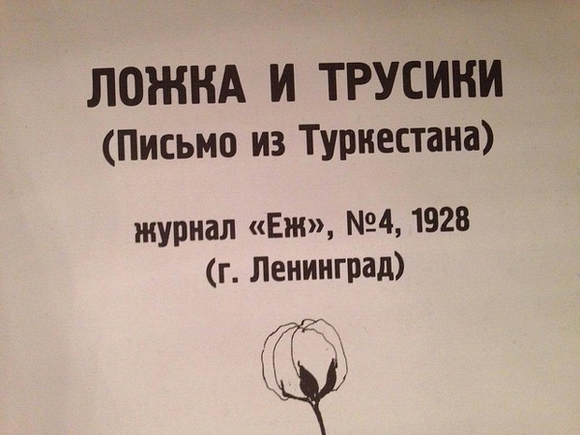 ЛОЖКА И ТРУСИКИ
(Письмо из Туркестана)
журнал «Еж», №4, 1928
(г. Ленинград)